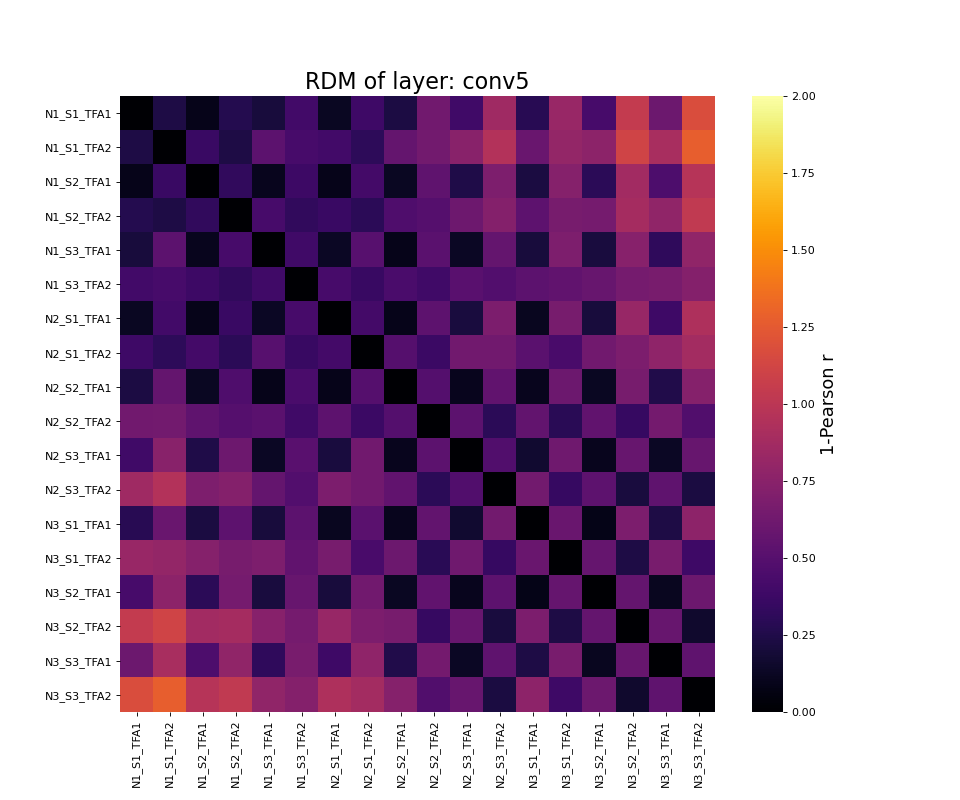 RDM of layer: conv5
N1_S1_TFA1
N1_S1_TFA2
N1_S2_TFA1
N1_S2_TFA2
N1_S3_TFA1
N1_S3_TFA2
N2_S1_TFA1
N2_S1_TFA2
N2_S2_TFA1
N2_S2_TFA2
N2_S3_TFA1
N2_S3_TFA2
N3_S1_TFA1
N3_S1_TFA2
N3_S2_TFA1
N3_S2_TFA2
N3_S3_TFA1
N3_S3_TFA2
N1_S1_TFA1
N1_S1_TFA2
N1_S2_TFA1
N1_S2_TFA2
N1_S3_TFA1
N1_S3_TFA2
N2_S1_TFA1
N2_S1_TFA2
N2_S2_TFA1
N2_S2_TFA2
N2_S3_TFA1
N2_S3_TFA2
N3_S1_TFA1
N3_S1_TFA2
N3_S2_TFA1
N3_S2_TFA2
N3_S3_TFA1
N3_S3_TFA2
2.00
1.75
1.50
1.25
1.00
0.75
0.50
0.25
0.00
1-Pearson r